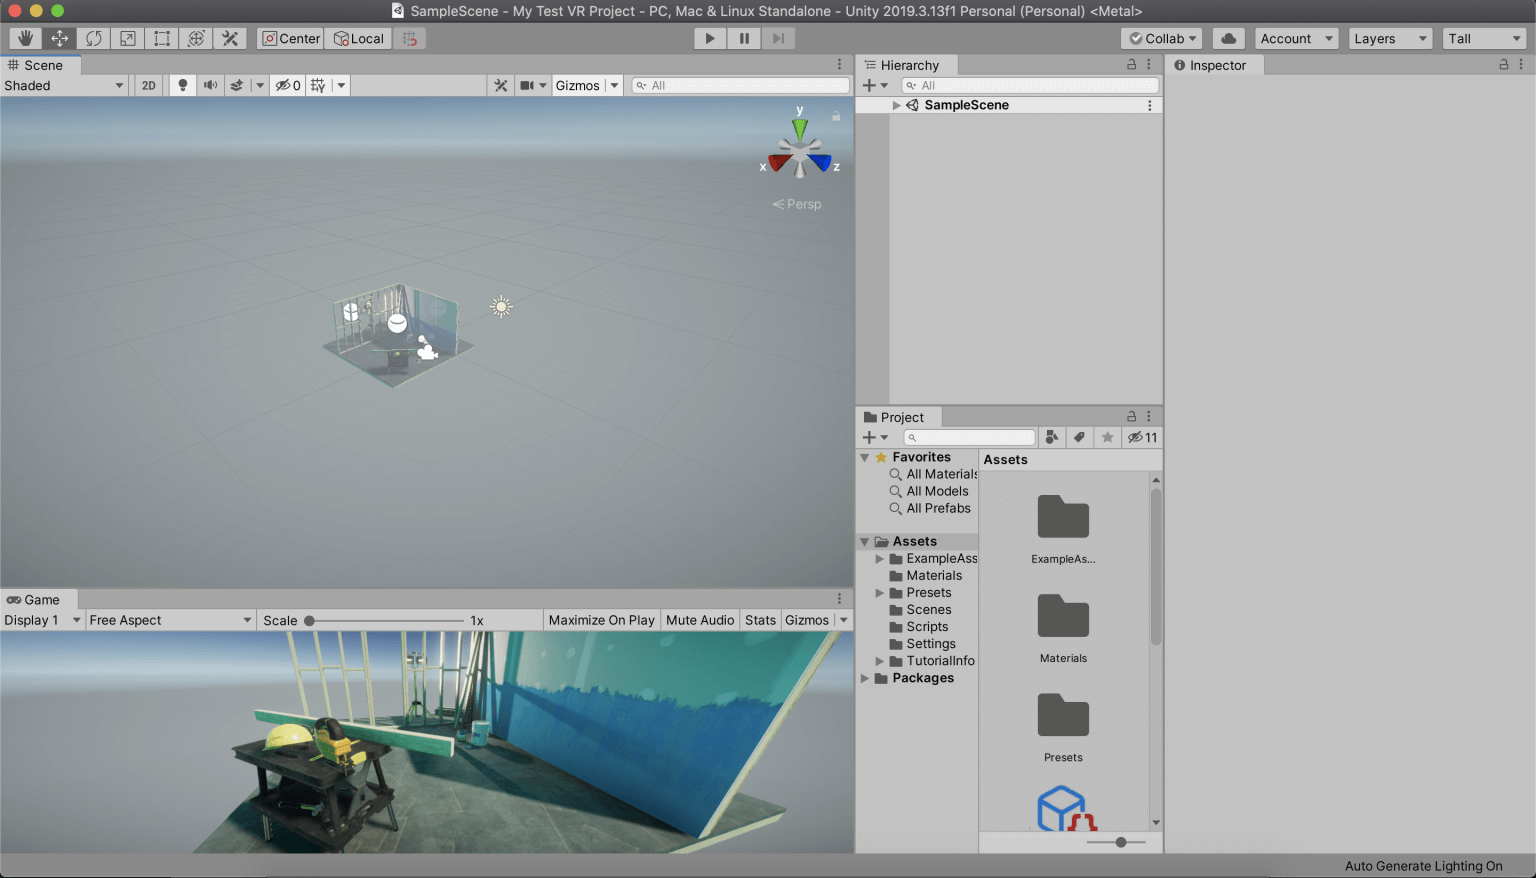 SampleScene - My Test VR Project - PC, Mac & Linux Standalone - Unity 2019.3.13f1 Personal (Personal) <Metal>
Center Local Collab Account Layers Tall
Scene
Shaded 2D 0 Gizmos All
y
x z
Persp
Hierarchy
All
SampleScene
Inspector
Game
Display 1 Free Aspect Scale 1x Maximize On Play Mute Audio Stats Gizmos
Project
11
Favorites
All Materials
All Models
All Prefabs
Assets
ExampleAss
Materials
Presets
Scenes
Scripts
Settings
TutorialInfo
Packages
Assets
ExampleAs...
Materials
Presets
{}
Auto Generate Lighting On